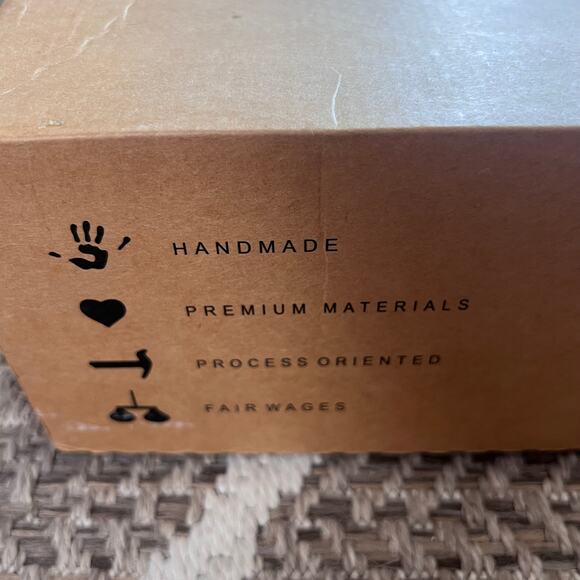 HANDMADE
PREMIUM MATERIALS
PROCESS ORIENTED
FAIR WAGES